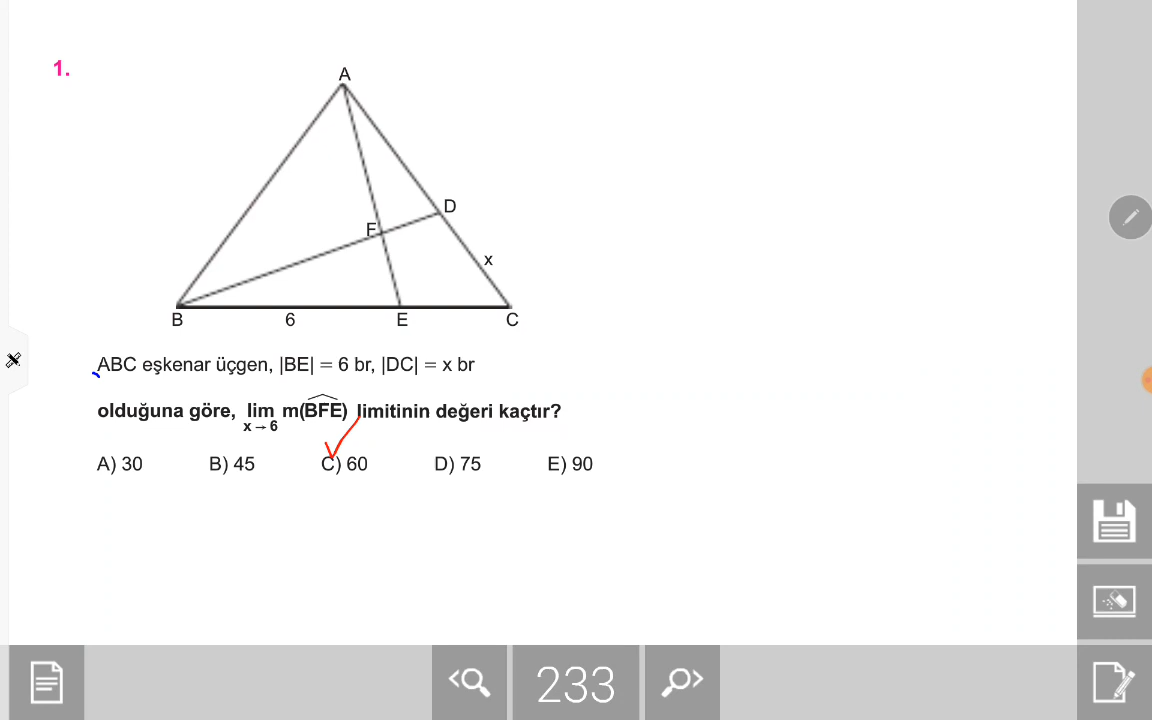 1.
A
D
F
x
B 6 E C
ABC eşkenar üçgen, |BE| = 6 br, |DC| = x br
olduğuna göre, lim m(BFE) limitinin değeri kaçtır?
x→6
A) 30 B) 45 C) 60 D) 75 E) 90
233